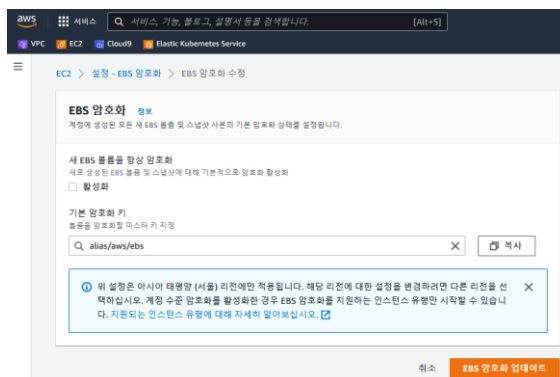 aws
서비스
서비스, 기능, 블로그, 설명서 등을 검색합니다.
[Alt+S]
VPC
EC2
Cloud9
Elastic Kubernetes Service
EC2 > 설정 - EBS 암호화 > EBS 암호화 수정
EBS 암호화 정보
계정에 생성된 모든 새 EBS 볼륨 및 스냅샷 사본의 기본 암호화 상태를 설정합니다.
새 EBS 볼륨을 항상 암호화
새로 생성된 EBS 볼륨 및 스냅샷에 대해 기본적으로 암호화 활성화
활성화
기본 암호화 키
볼륨을 암호화할 마스터 키 지정
alias/aws/ebs
복사
위 설정은 아시아 태평양 (서울) 리전에만 적용됩니다. 해당 리전에 대한 설정을 변경하려면 다른 리전을 선
택하십시오. 계정 수준 암호화를 활성화한 경우 EBS 암호화를 지원하는 인스턴스 유형만 시작할 수 있습니
다. 지원되는 인스턴스 유형에 대해 자세히 알아보십시오.
취소
EBS 암호화 업데이트